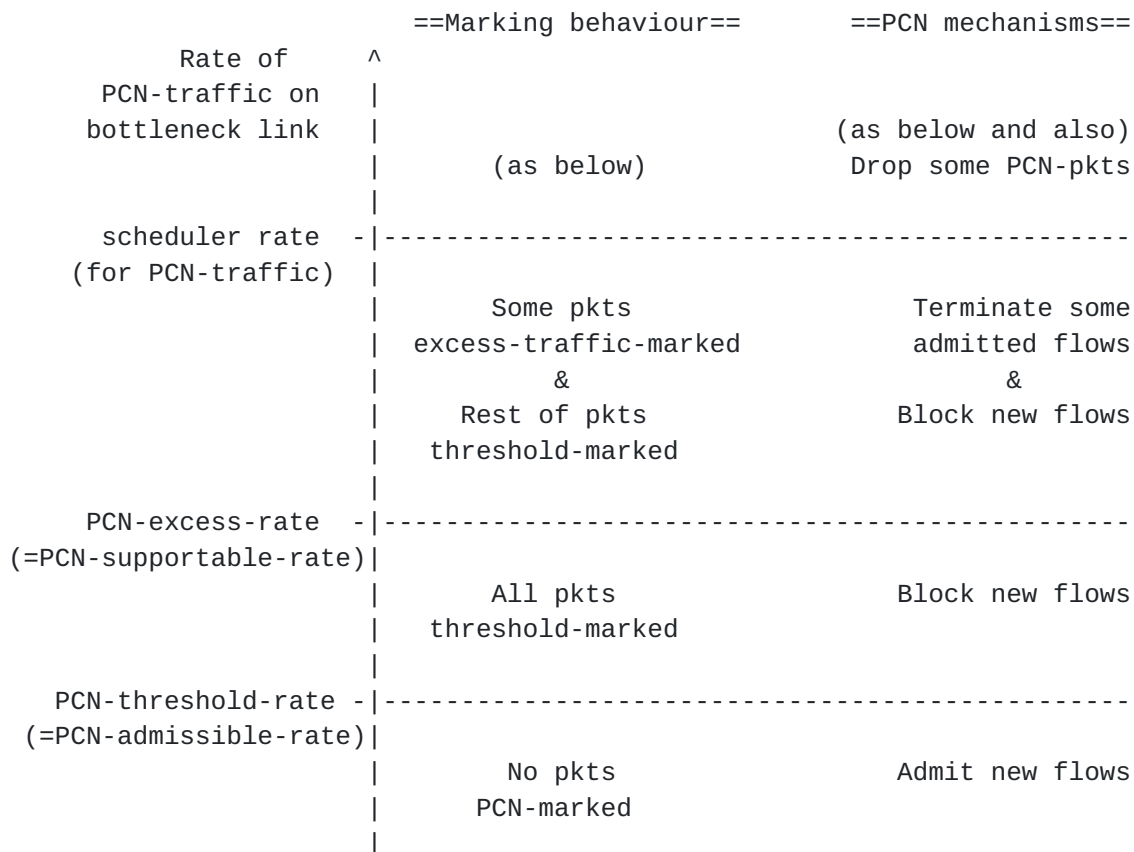 ==Marking behaviour== ==PCN mechanisms==
Rate of ^
PCN-traffic on |
bottleneck link | (as below and also)
| (as below) Drop some PCN-pkts
|
scheduler rate -|------------------------------------------------
(for PCN-traffic) |
| Some pkts Terminate some
| excess-traffic-marked admitted flows
| & &
| Rest of pkts Block new flows
| threshold-marked
|
PCN-excess-rate -|------------------------------------------------
(=PCN-supportable-rate)|
| All pkts Block new flows
| threshold-marked
|
PCN-threshold-rate -|------------------------------------------------
(=PCN-admissible-rate)|
| No pkts Admit new flows
| PCN-marked
|